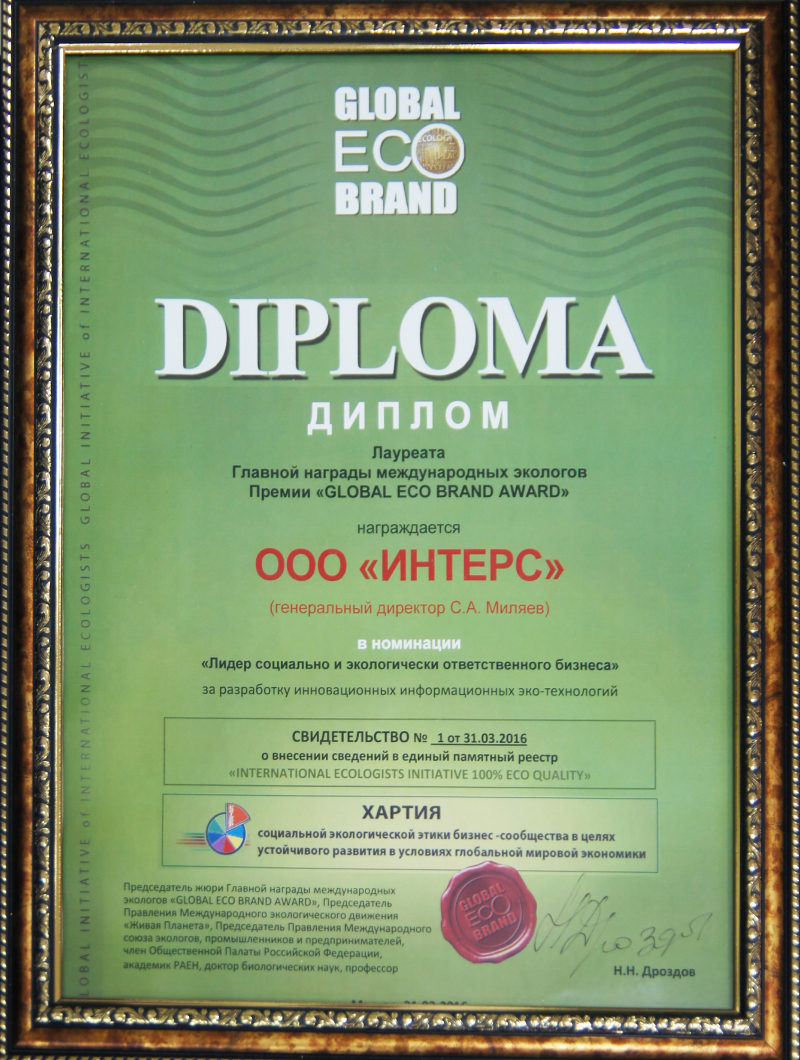 GLOBAL
ECO
BRAND
DIPLOMA
ДИПЛОМ
Лауреата
Главной награды международных экологов
Премии «GLOBAL ECO BRAND AWARD»
награждается
ООО «ИНТЕРС»
(генеральный директор С.А. Миляев)
в номинации
«Лидер социально и экологически ответственного бизнеса»
за разработку инновационных информационных эко-технологий
СВИДЕТЕЛЬСТВО № 1 от 31.03.2016
о внесении сведений в единый памятный реестр
«INTERNATIONAL ECOLOGISTS INITIATIVE 100% ECO QUALITY»
ХАРТИЯ
социальной экологической этики бизнес -сообщества в целях
устойчивого развития в условиях глобальной мировой экономики
Председатель жюри Главной награды международных
экологов «GLOBAL ECO BRAND AWARD», Председатель
Правления Международного экологического движения
«Живая Планета», Председатель Правления Международного
союза экологов, промышленников и предпринимателей,
член Общественной Палаты Российской Федерации,
академик РАЕН, доктор биологических наук, профессор
GLOBAL
ECO
BRAND
Н.Н. Дроздов
LOBAL INITIATIVE of INTERNATIONAL ECOLOGISTS GLOBAL INITIATIVE of INTERNATIONAL ECOLOGIST